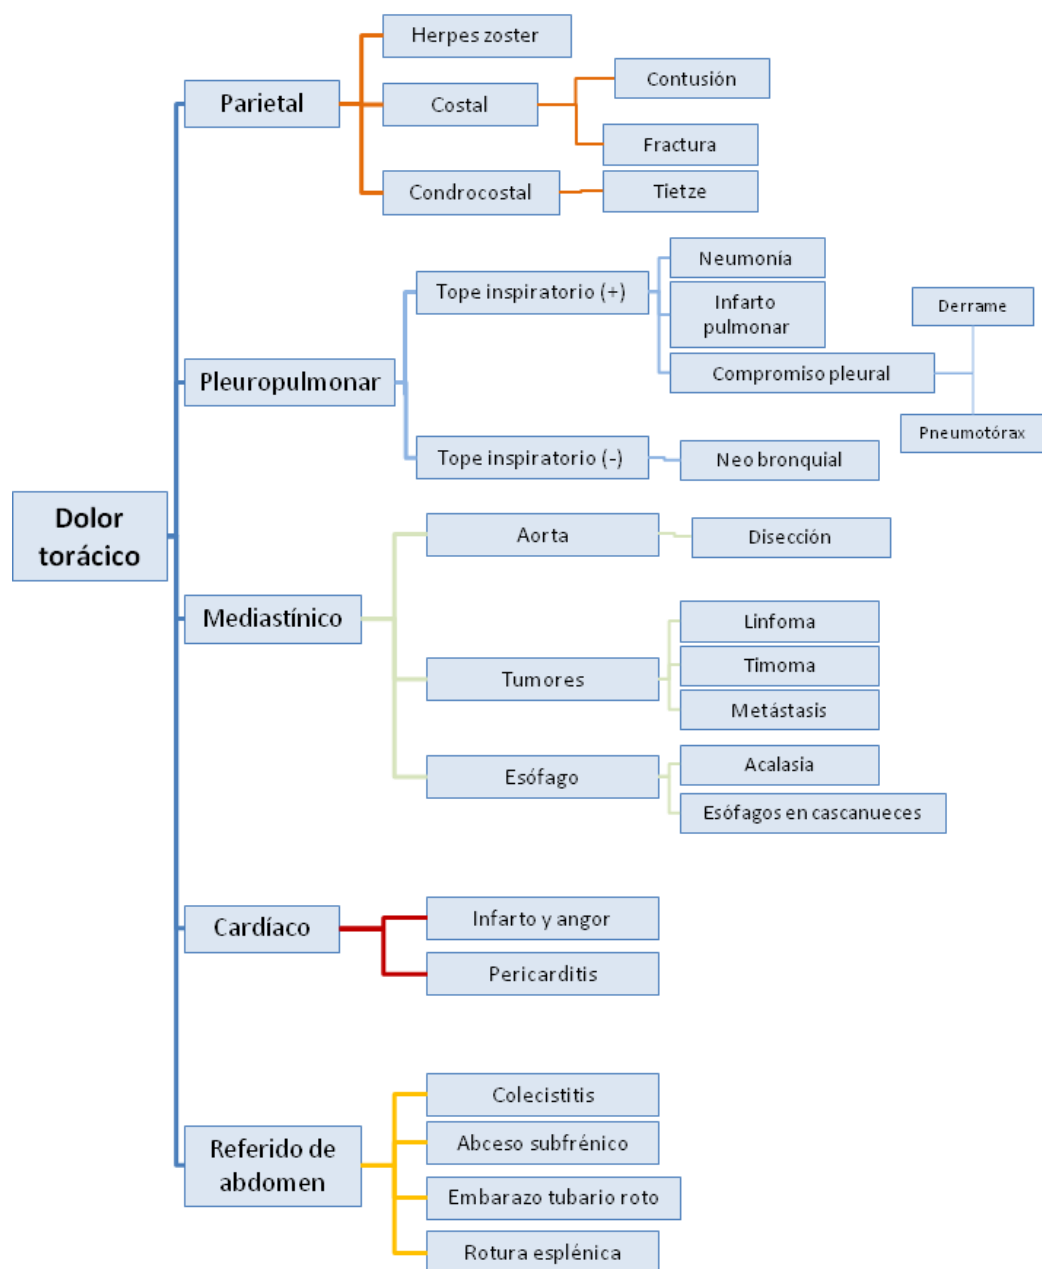 Herpes zoster
Contusión
Parietal
Costal
Fractura
Condrocostal
Tietze
Neumonía
Tope inspiratorio (+)
Infarto
pulmonar
Derrame
Pleuropulmonar
Compromiso pleural
Pneumotórax
Tope inspiratorio (-)
Neo bronquial
Dolor
torácico
Aorta
Disección
Mediastínico
Linfoma
Tumores
Timoma
Metástasis
Esófago
Acalasia
Esófagos en cascanueces
Cardíaco
Infarto y angor
Pericarditis
Colecistitis
Referido de
abdomen
Abceso subfrénico
Embarazo tubario roto
Rotura esplénica